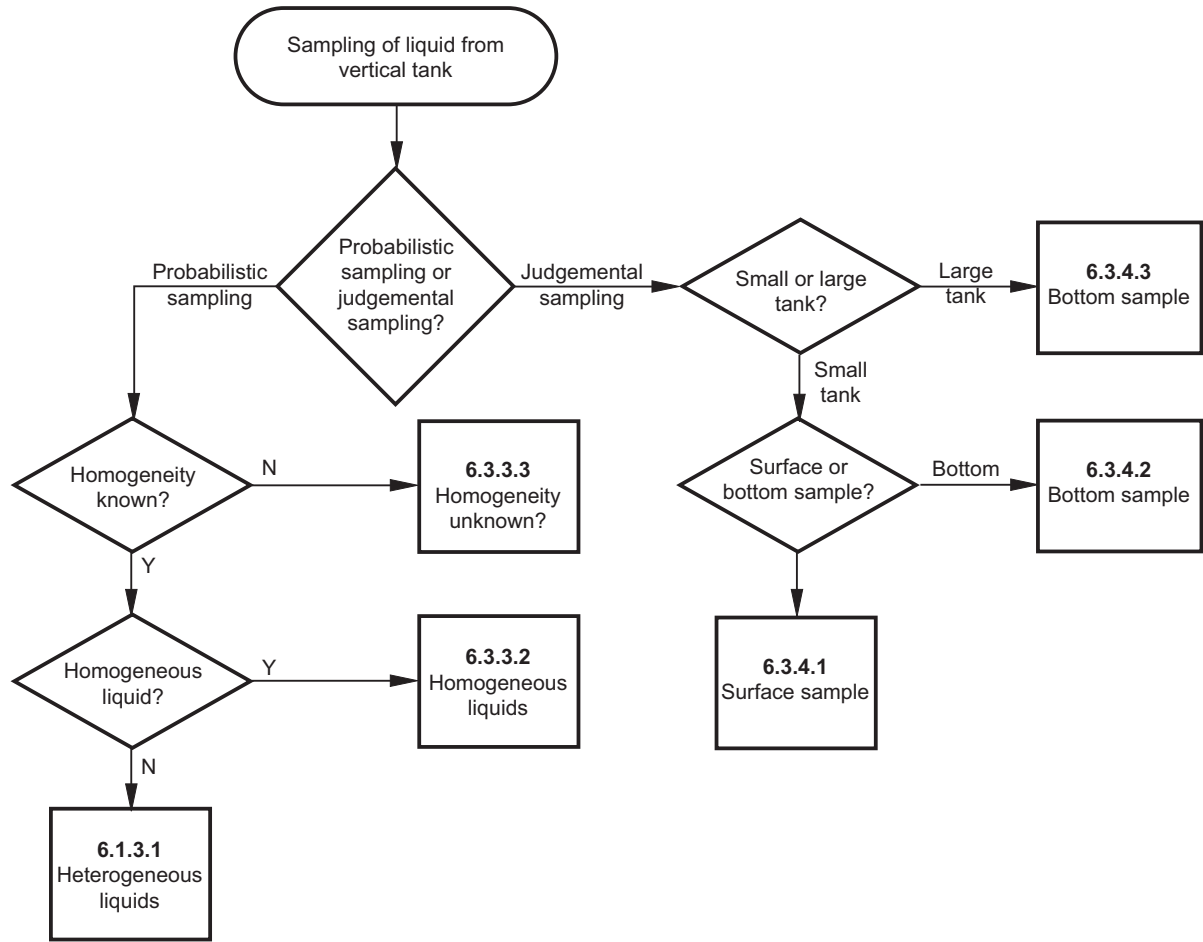 Sampling of liquid from
vertical tank
Probabilistic
sampling or
judgemental
sampling?
Probabilistic
sampling
Judgemental
sampling
Small or large
tank?
Large
tank
6.3.4.3
Bottom sample
Small
tank
Homogeneity
known?
N
6.3.3.3
Homogeneity
unknown?
Surface or
bottom sample?
Bottom
6.3.4.2
Bottom sample
Y
Homogeneous
liquid?
Y
6.3.3.2
Homogeneous
liquids
6.3.4.1
Surface sample
N
6.1.3.1
Heterogeneous
liquids